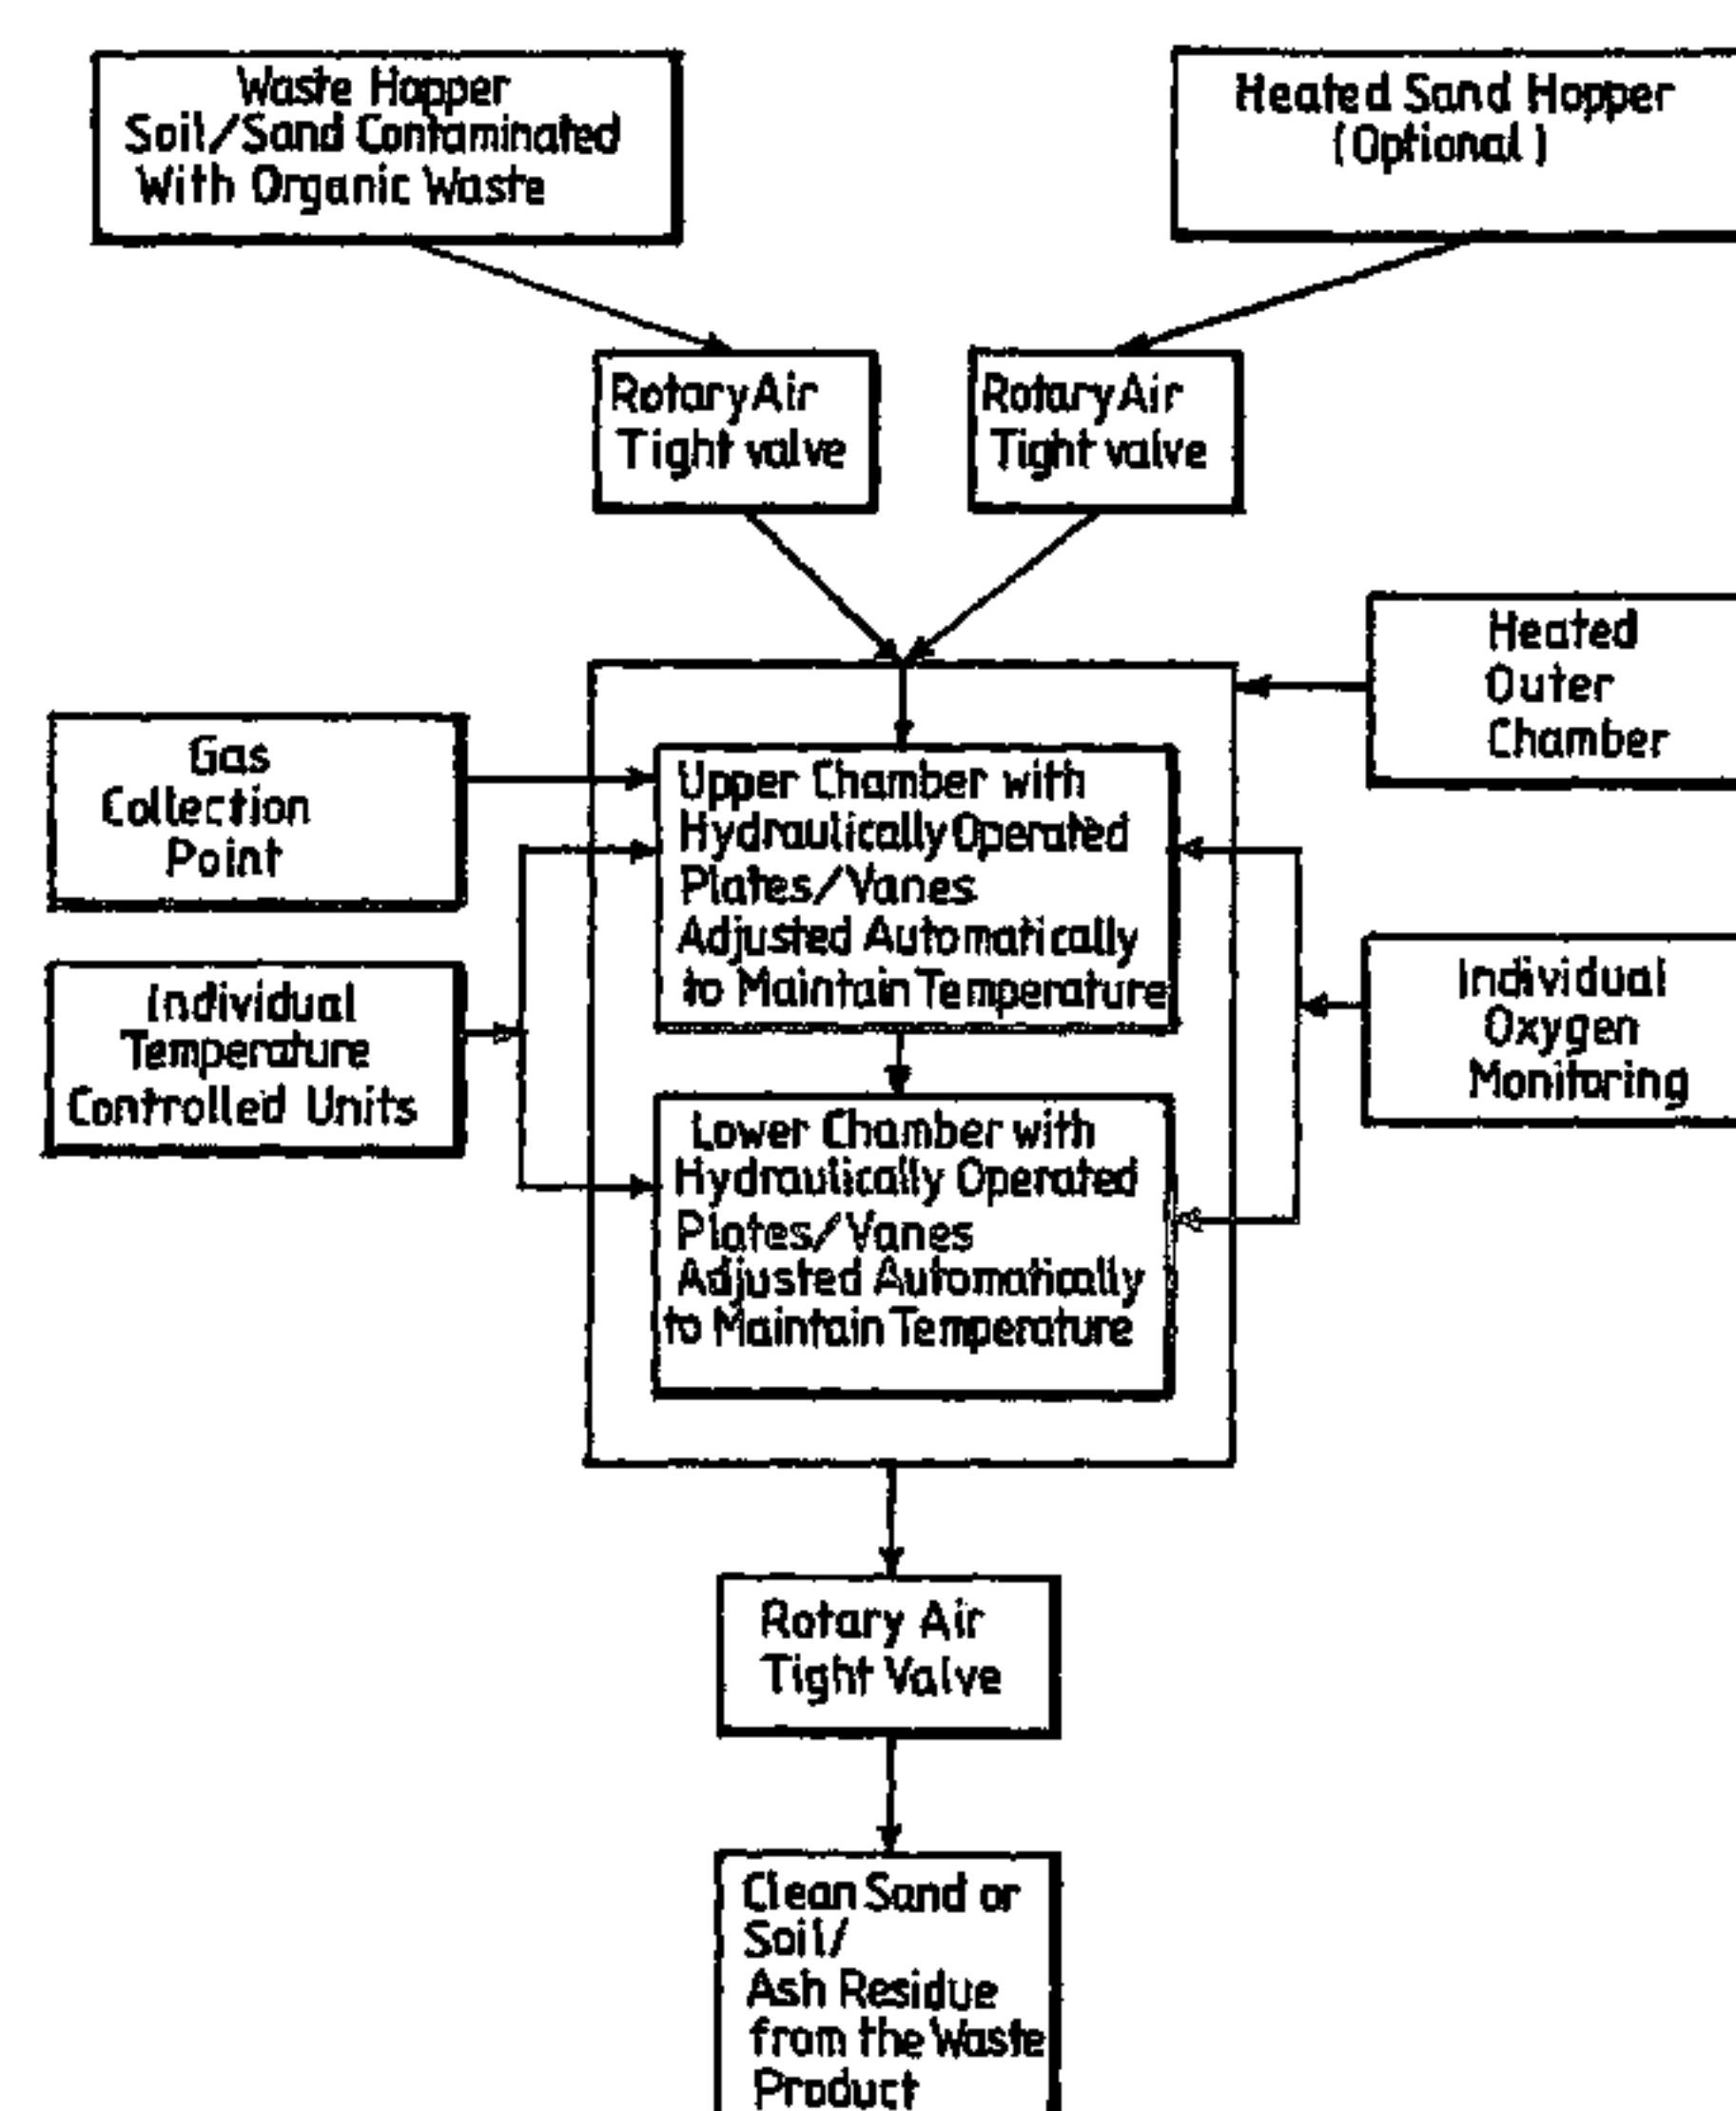 Waste Hopper
Soil/Sand Contaminated
With Organic Waste
Heated Sand Hopper
(Optional)
Rotary Air
Tight valve
Rotary Air
Tight valve
Heated
Outer
Chamber
Gas
Collection
Point
Upper Chamber with
Hydraulically Operated
Plates/Vanes
Adjusted Automatically
to Maintain Temperature
Individual
Temperature
Controlled Units
Individual
Oxygen
Monitoring
Lower Chamber with
Hydraulically Operated
Plates/Vanes
Adjusted Automatically
to Maintain Temperature
Rotary Air
Tight Valve
Clean Sand or
Soil/
Ash Residue
from the Waste
Product